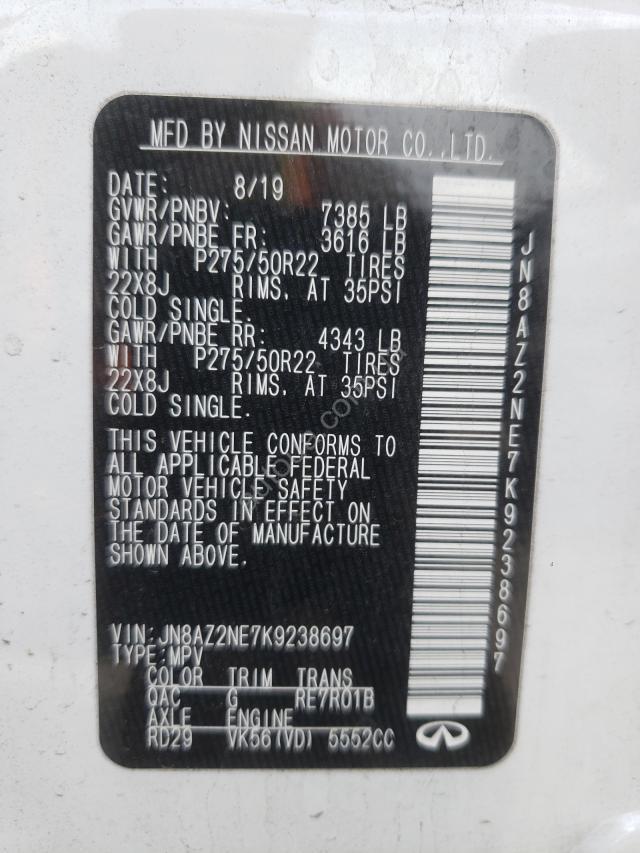 MFD BY NISSAN MOTOR CO.,LTD.
DATE: 8/19
GVWR/PNBV: 7385 LB
GAWR/PNBE FR: 3616 LB
WITH P275/50R22 TIRES
22X8J RIMS, AT 35PSI
COLD SINGLE.
GAWR/PNBE RR: 4343 LB
WITH P275/50R22 TIRES
22X8J RIMS, AT 35PSI
COLD SINGLE.
THIS VEHICLE CONFORMS TO
ALL APPLICABLE FEDERAL
MOTOR VEHICLE SAFETY
STANDARDS IN EFFECT ON
THE DATE OF MANUFACTURE
SHOWN ABOVE.
VIN:JN8AZ2NE7K9238697
TYPE:MPV
COLOR TRIM TRANS
QAC G RE7R01B
AXLE ENGINE
RD29 VK56(VD) 5552CC
JN8AZ2NE7K9238697